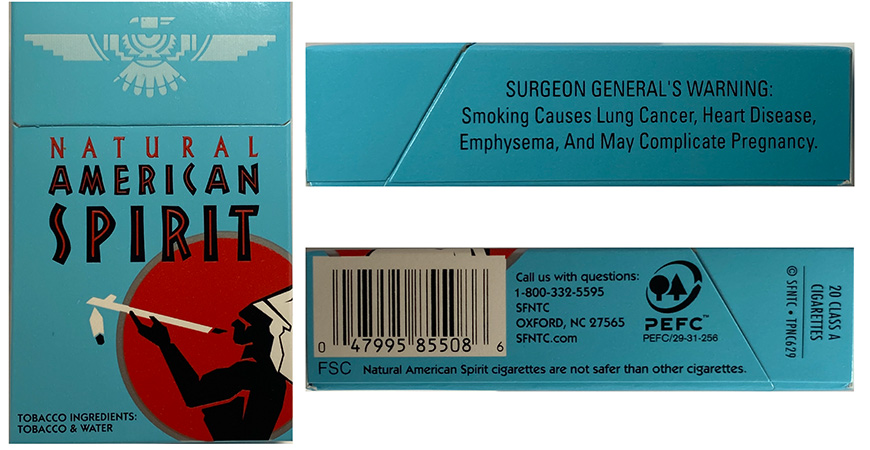 NATURAL
AMERICAN
SPIRIT
TOBACCO INGREDIENTS:
TOBACCO & WATER
SURGEON GENERAL'S WARNING:
Smoking Causes Lung Cancer, Heart Disease,
Emphysema, And May Complicate Pregnancy.
0 47995 85508 6
Call us with questions:
1-800-332-5595
SFNTC
OXFORD, NC 27565
SFNTC.com
PEFC™
PEFC/29-31-256
20 CLASS A
CIGARETTES
© SFNTC • TPNC629
FSC Natural American Spirit cigarettes are not safer than other cigarettes.